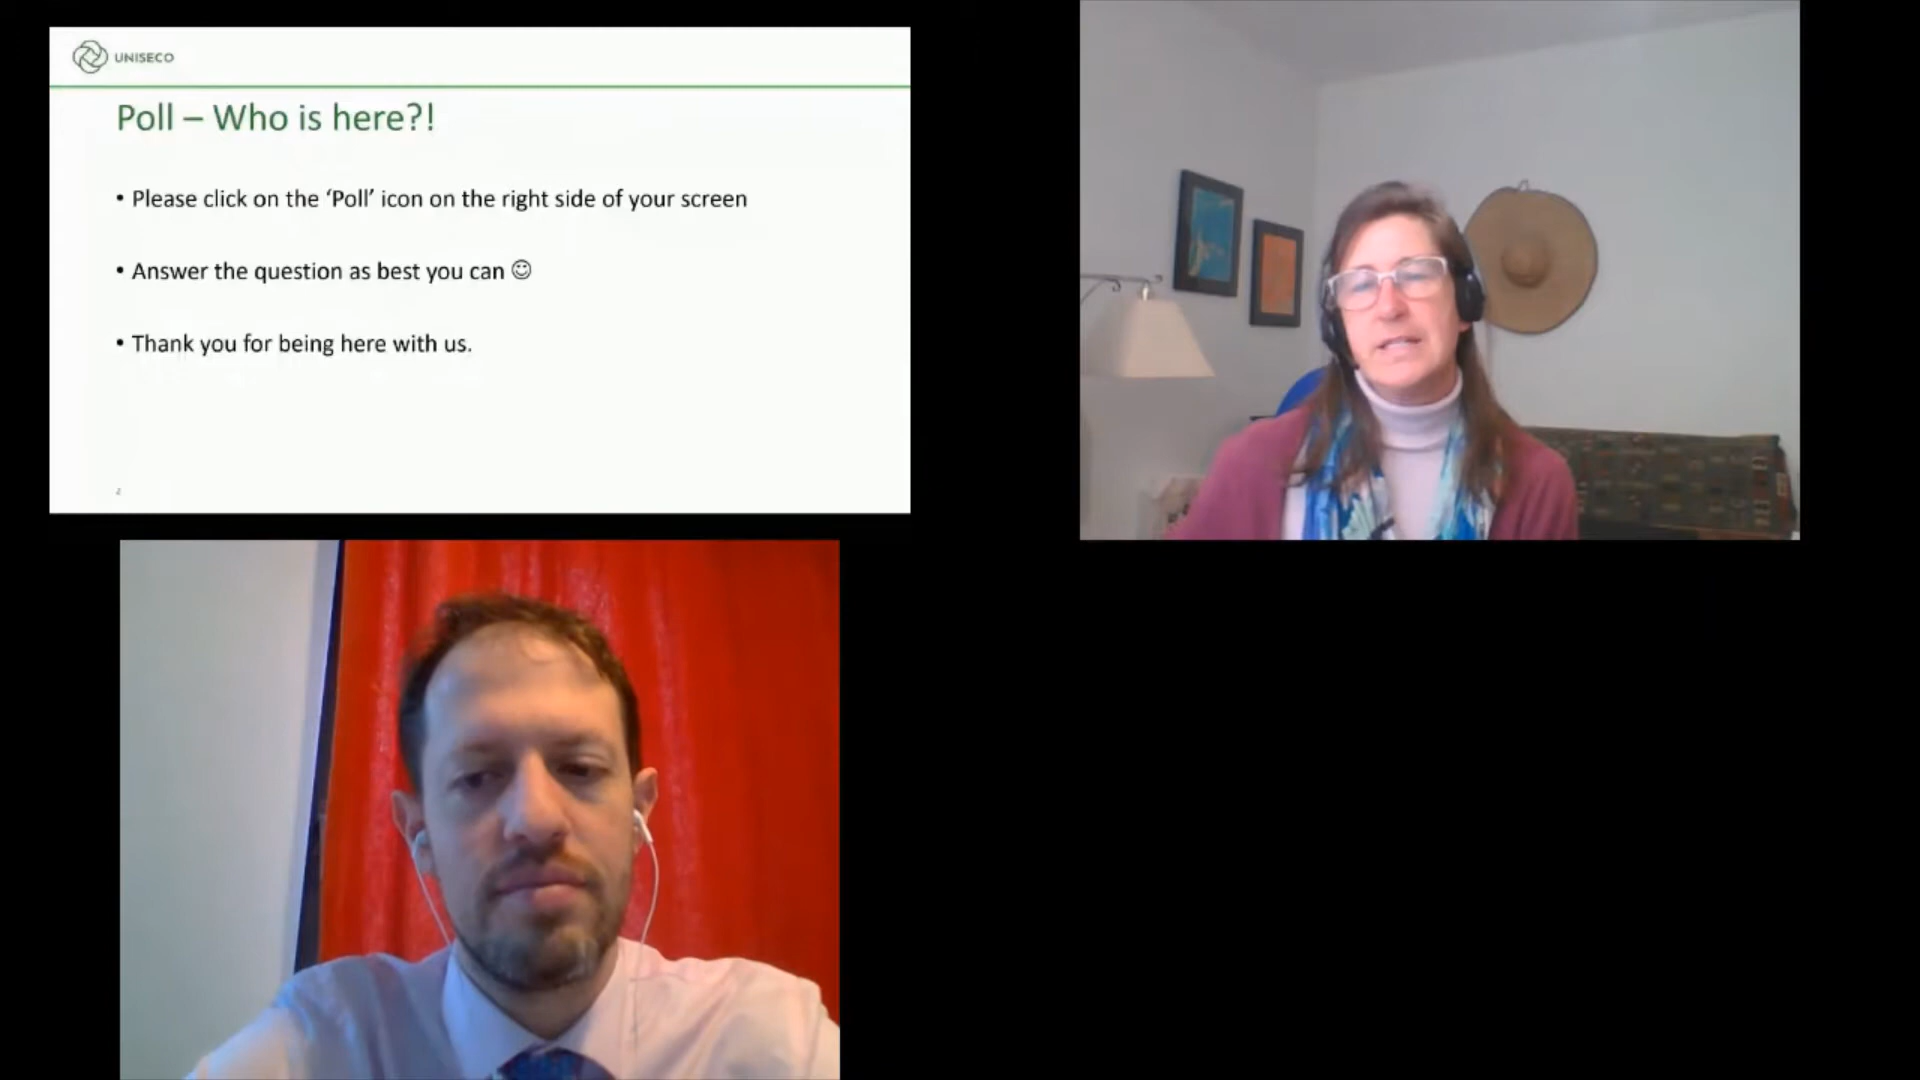 UNISECO
Poll – Who is here?!
• Please click on the ‘Poll’ icon on the right side of your screen
• Answer the question as best you can ☺
• Thank you for being here with us.
2